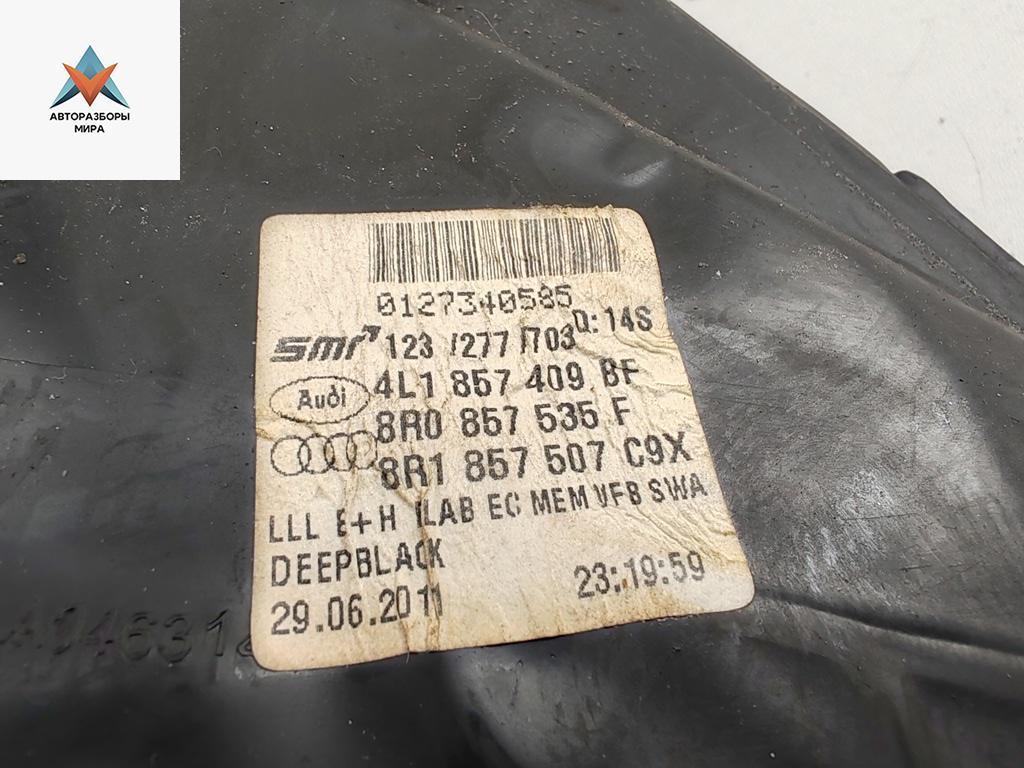 АВТОРАЗБОРЫ
МИРА
0127340585
Q:14S
smr 123 /277 /703
Audi 4L1 857 409 BF
8R0 857 535 F
8R1 857 507 C9X
LLL E+H ILAB EC MEM VFB SWA
DEEPBLACK
29.06.2011 23:19:59